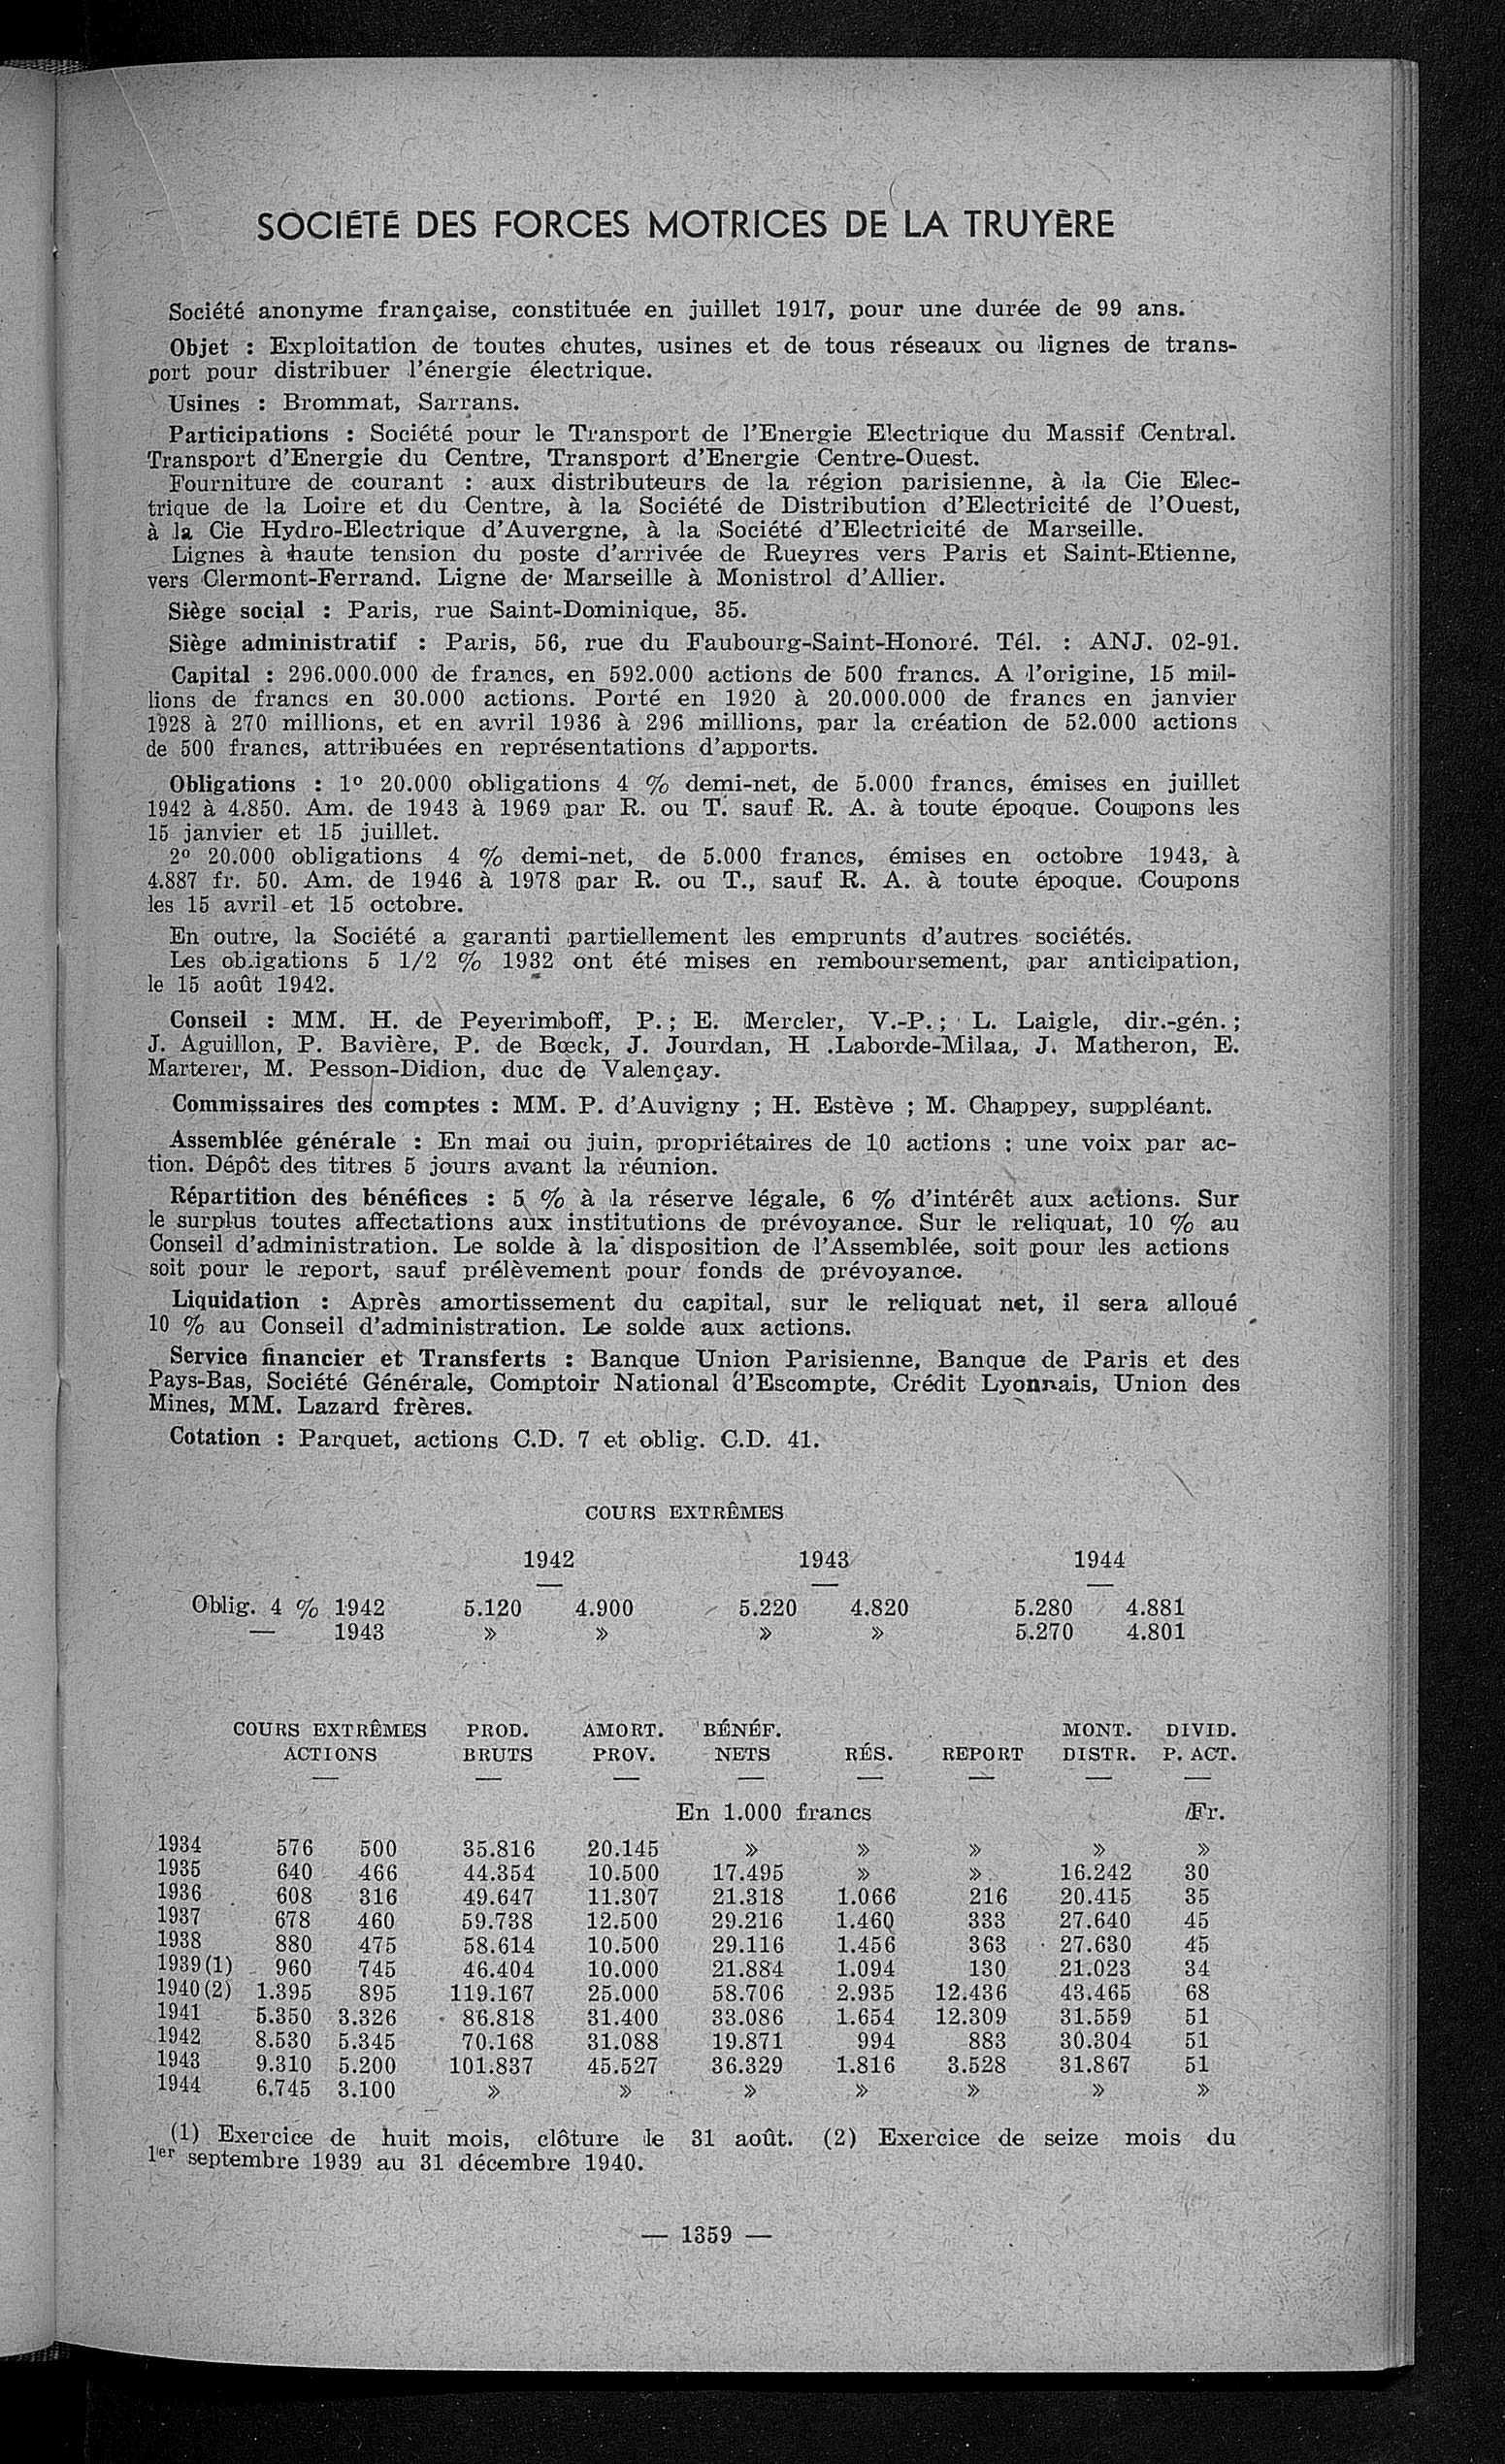 SOCIÉTÉ DES FORCES MOTRICES DE LA TRUYÈRE
Société anonyme française, constituée en juillet 1917, pour une durée de 99 ans.
Objet : Exploitation de toutes chutes, usines et de tous réseaux ou lignes de trans-
port pour distribuer l'énergie électrique.
Usines : Brommat, Sarrans.
Participations : Société pour le Transport de l'Energie Electrique du Massif Central.
Transport d'Energie du Centre, Transport d'Energie Centre-Ouest.
Fourniture de courant : aux distributeurs de la région parisienne, à la Cie Elec-
trique de la Loire et du Centre, à la Société de Distribution d'Electricité de l'Ouest,
à la Cie Hydro-Electrique d'Auvergne, à la Société d'Electricité de Marseille.
Lignes à haute tension du poste d'arrivée de Rueyres vers Paris et Saint-Etienne,
vers Clermont-Ferrand. Ligne de Marseille à Monistrol d'Allier.
Siège social : Paris, rue Saint-Dominique, 35.
Siège administratif : Paris, 56, rue du Faubourg-Saint-Honoré. Tél. : ANJ. 02-91.
Capital : 296.000.000 de francs, en 592.000 actions de 500 francs. A l'origine, 15 mil-
lions de francs en 30.000 actions. Porté en 1920 à 20.000.000 de francs en janvier
1928 à 270 millions, et en avril 1936 à 296 millions, par la création de 52.000 actions
de 500 francs, attribuées en représentations d'apports.
Obligations : 1º 20.000 obligations 4 % demi-net, de 5.000 francs, émises en juillet
1942 à 4.850. Am. de 1943 à 1969 par R. ou T. sauf R. A. à toute époque. Coupons les
15 janvier et 15 juillet.
2º 20.000 obligations 4 % demi-net, de 5.000 francs, émises en octobre 1943, à
4.887 fr. 50. Am. de 1946 à 1978 par R. ou T., sauf R. A. à toute époque. Coupons
les 15 avril et 15 octobre.
En outre, la Société a garanti partiellement les emprunts d'autres sociétés.
Les obligations 5 1/2 % 1932 ont été mises en remboursement, par anticipation,
le 15 août 1942.
Conseil : MM. H. de Peyerimboff, P. ; E. Mercler, V.-P. ; L. Laigle, dir.-gén. ;
J. Aguillon, P. Bavière, P. de Bœck, J. Jourdan, H .Laborde-Milaa, J. Matheron, E.
Marterer, M. Pesson-Didion, duc de Valençay.
Commissaires des comptes : MM. P. d'Auvigny ; H. Estève ; M. Chappey, suppléant.
Assemblée générale : En mai ou juin, propriétaires de 10 actions ; une voix par ac-
tion. Dépôt des titres 5 jours avant la réunion.
Répartition des bénéfices : 5 % à la réserve légale, 6 % d'intérêt aux actions. Sur
le surplus toutes affectations aux institutions de prévoyance. Sur le reliquat, 10 % au
Conseil d'administration. Le solde à la disposition de l'Assemblée, soit pour les actions
soit pour le report, sauf prélèvement pour fonds de prévoyance.
Liquidation : Après amortissement du capital, sur le reliquat net, il sera alloué
10 % au Conseil d'administration. Le solde aux actions.
Service financier et Transferts : Banque Union Parisienne, Banque de Paris et des
Pays-Bas, Société Générale, Comptoir National d'Escompte, Crédit Lyonnais, Union des
Mines, MM. Lazard frères.
Cotation : Parquet, actions C.D. 7 et oblig. C.D. 41.
COURS EXTRÊMES
1942 1943 1944
Oblig. 4 % 1942 5.120 4.900 5.220 4.820 5.280 4.881
— 1943 » » » » 5.270 4.801
COURS EXTRÊMES PROD. AMORT. BÉNÉF. MONT. DIVID.
ACTIONS BRUTS PROV. NETS RÉS. REPORT DISTR. P. ACT.
En 1.000 francs Fr.
1934 576 500 35.816 20.145 » » » » »
1935 640 466 44.354 10.500 17.495 » » 16.242 30
1936 608 316 49.647 11.307 21.318 1.066 216 20.415 35
1937 678 460 59.738 12.500 29.216 1.460 333 27.640 45
1938 880 475 58.614 10.500 29.116 1.456 363 27.630 45
1939 (1) 960 745 46.404 10.000 21.884 1.094 130 21.023 34
1940 (2) 1.395 895 119.167 25.000 58.706 2.935 12.436 43.465 68
1941 5.350 3.326 86.818 31.400 33.086 1.654 12.309 31.559 51
1942 8.530 5.345 70.168 31.088 19.871 994 883 30.304 51
1943 9.310 5.200 101.837 45.527 36.329 1.816 3.528 31.867 51
1944 6.745 3.100 » » » » » » »
(1) Exercice de huit mois, clôture le 31 août. (2) Exercice de seize mois du
1er septembre 1939 au 31 décembre 1940.
— 1359 —